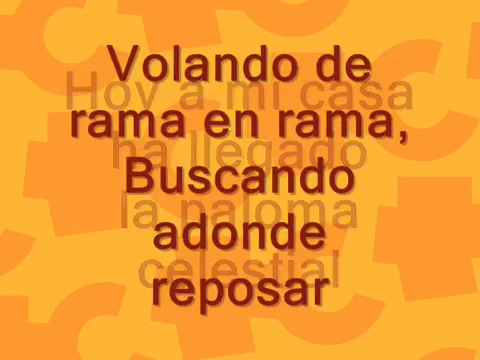 Volando de
rama en rama,
Buscando
adonde
reposar
Hoy a mi casa
ha llegado
la paloma
celestial